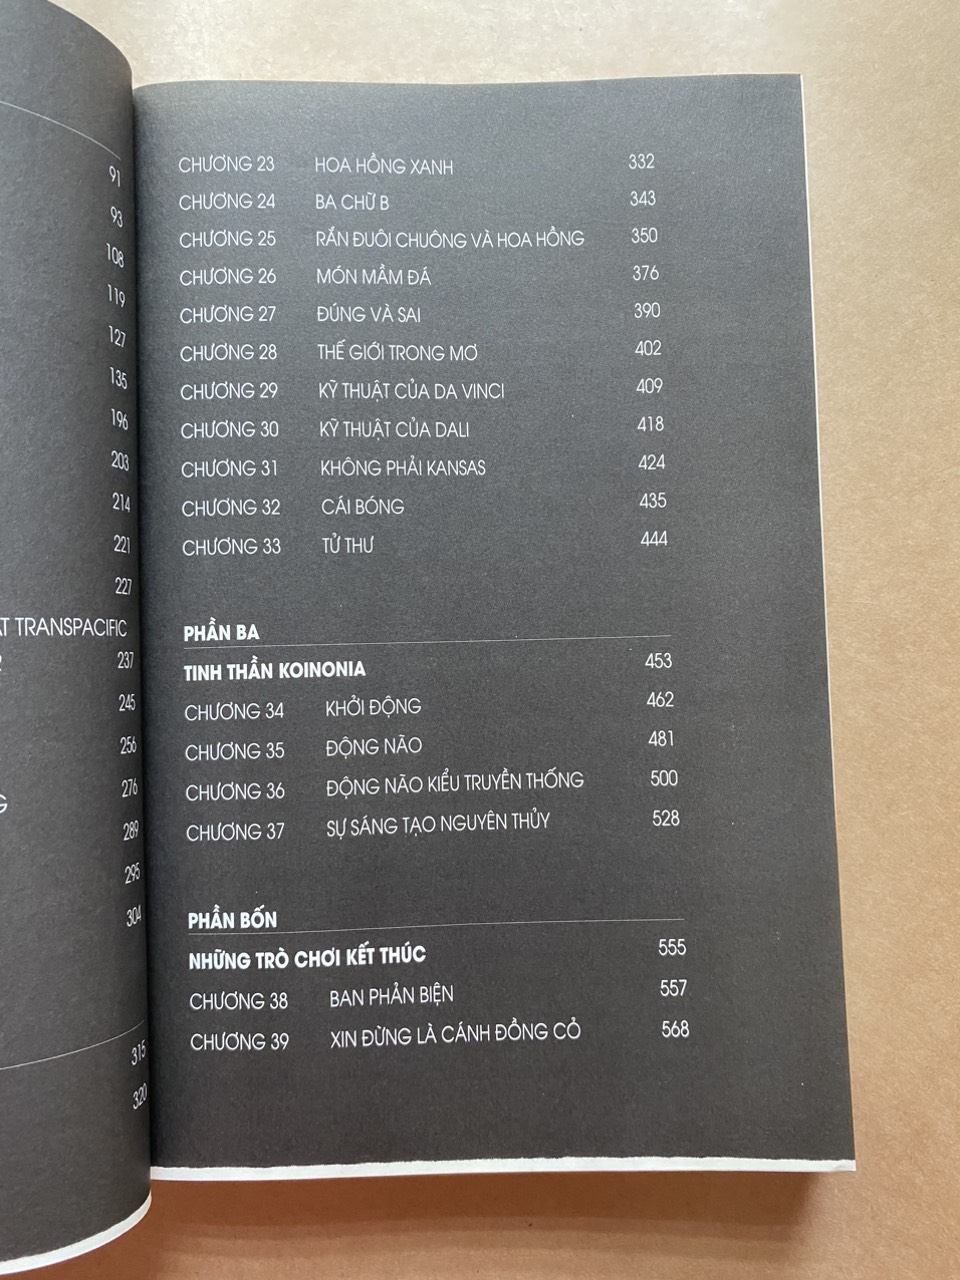 91
93
108
119
127
135
196
203
214
221
227
TRANSPACIFIC
237
245
256
276
289
295
304
315
320
CHƯƠNG 23 HOA HỒNG XANH 332
CHƯƠNG 24 BA CHỮ B 343
CHƯƠNG 25 RẮN ĐUÔI CHUÔNG VÀ HOA HỒNG 350
CHƯƠNG 26 MÓN MẦM ĐÁ 376
CHƯƠNG 27 ĐÚNG VÀ SAI 390
CHƯƠNG 28 THẾ GIỚI TRONG MƠ 402
CHƯƠNG 29 KỸ THUẬT CỦA DA VINCI 409
CHƯƠNG 30 KỸ THUẬT CỦA DALI 418
CHƯƠNG 31 KHÔNG PHẢI KANSAS 424
CHƯƠNG 32 CÁI BÓNG 435
CHƯƠNG 33 TỬ THƯ 444
PHẦN BA
TINH THẦN KOINONIA 453
CHƯƠNG 34 KHỞI ĐỘNG 462
CHƯƠNG 35 ĐỘNG NÃO 481
CHƯƠNG 36 ĐỘNG NÃO KIỂU TRUYỀN THỐNG 500
CHƯƠNG 37 SỰ SÁNG TẠO NGUYÊN THỦY 528
PHẦN BỐN
NHỮNG TRÒ CHƠI KẾT THÚC 555
CHƯƠNG 38 BAN PHẢN BIỆN 557
CHƯƠNG 39 XIN ĐỪNG LÀ CÁNH ĐỒNG CỎ 568